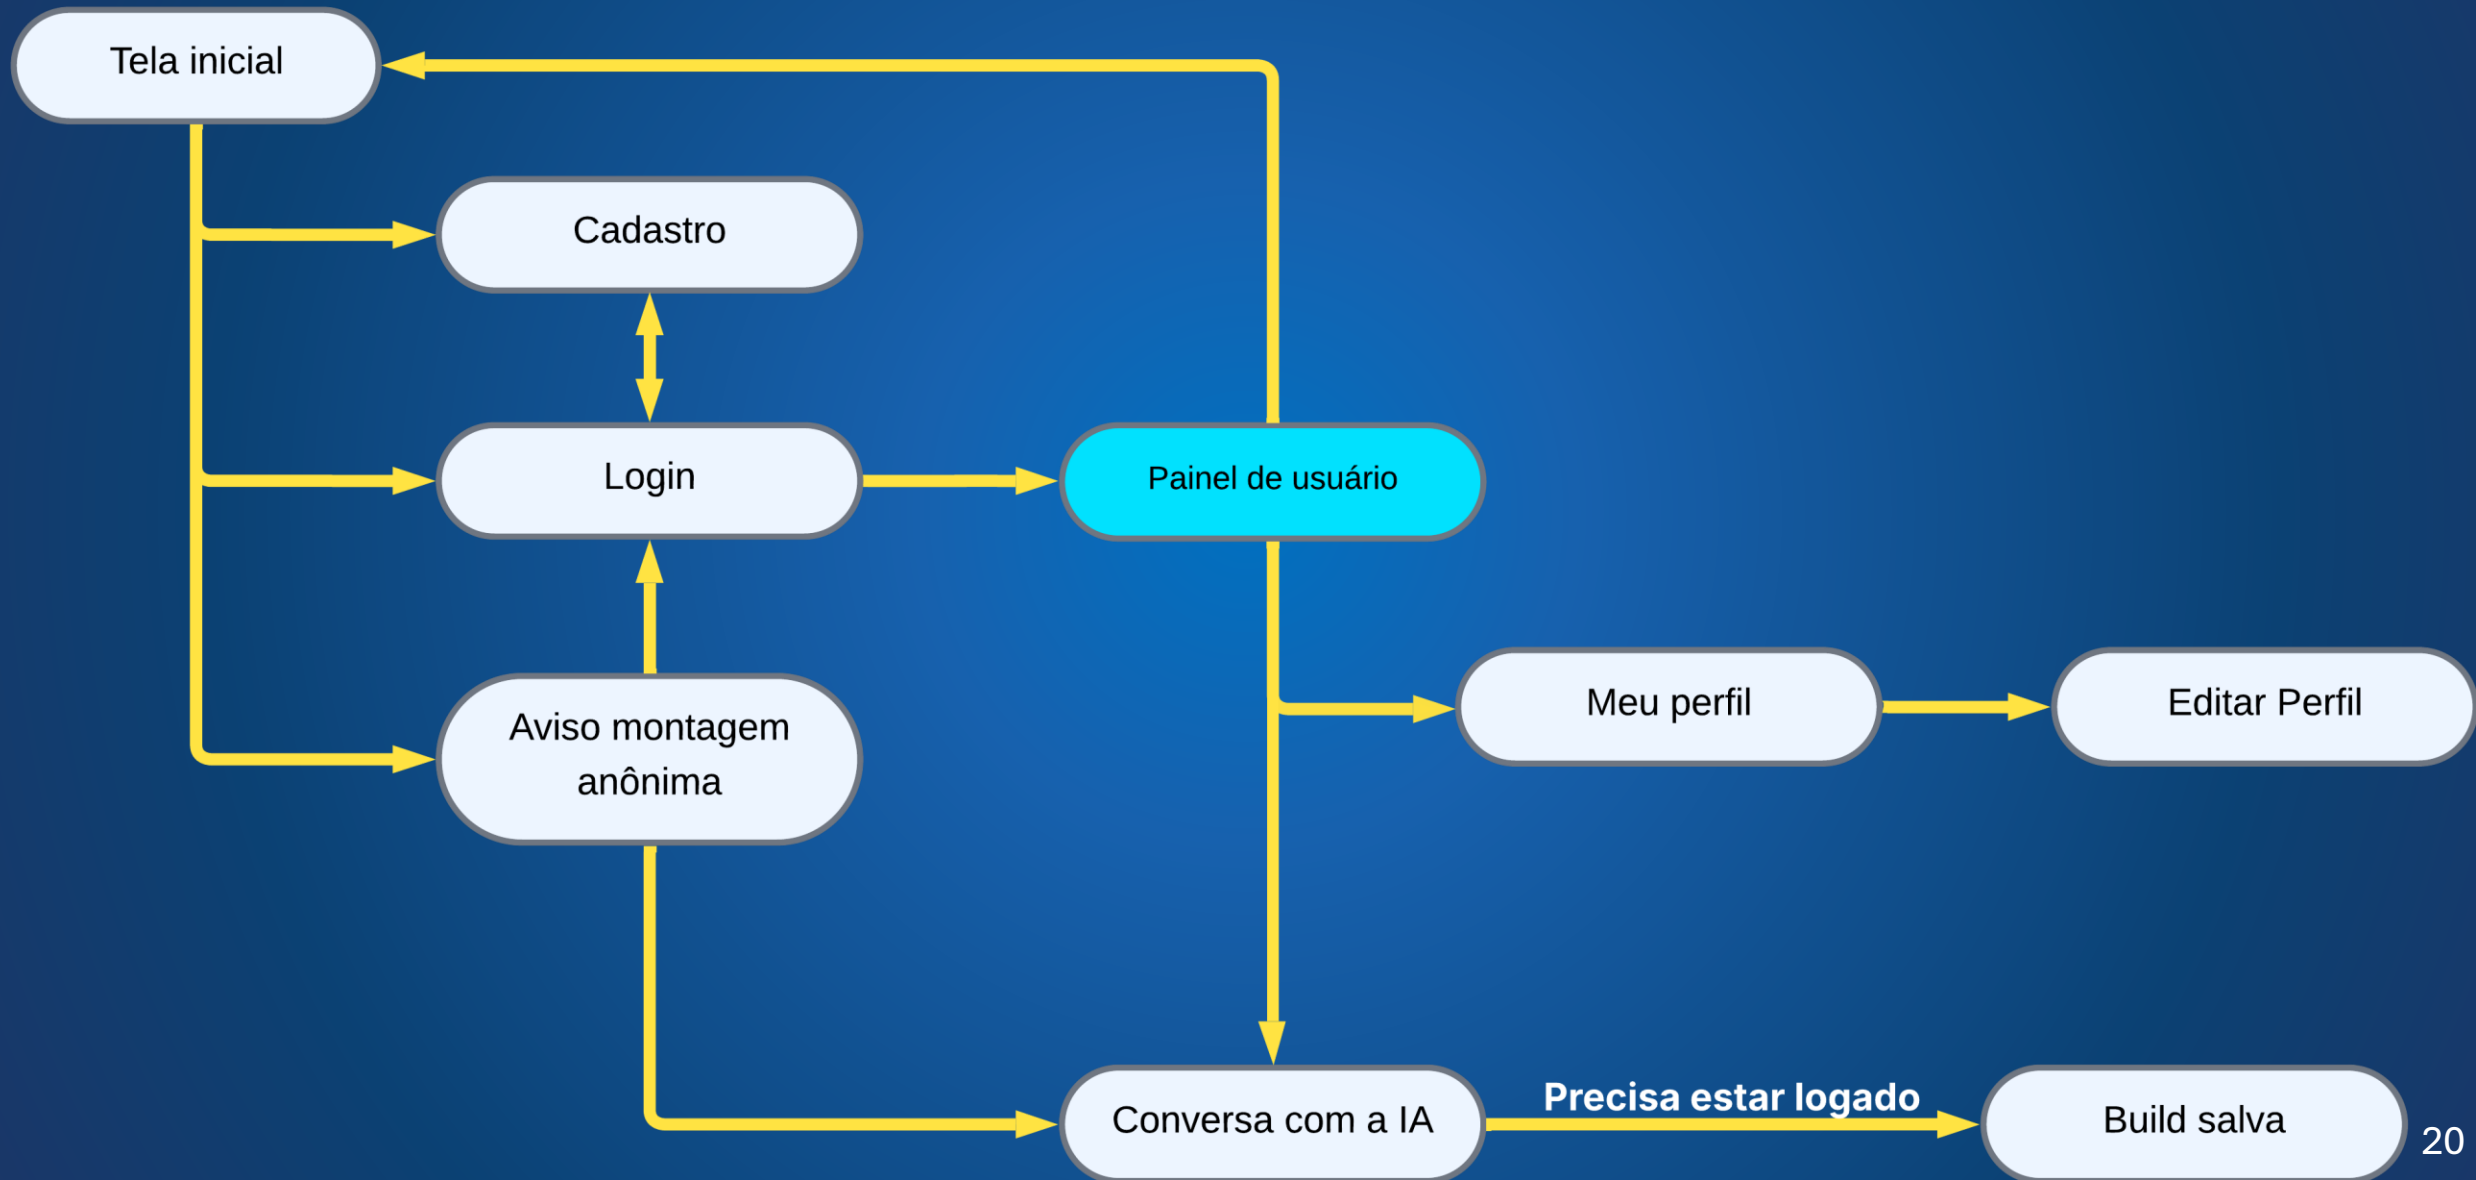 Tela inicial
Cadastro
Login
Painel de usuário
Aviso montagem
anônima
Meu perfil
Editar Perfil
Conversa com a IA
Precisa estar logado
Build salva
20